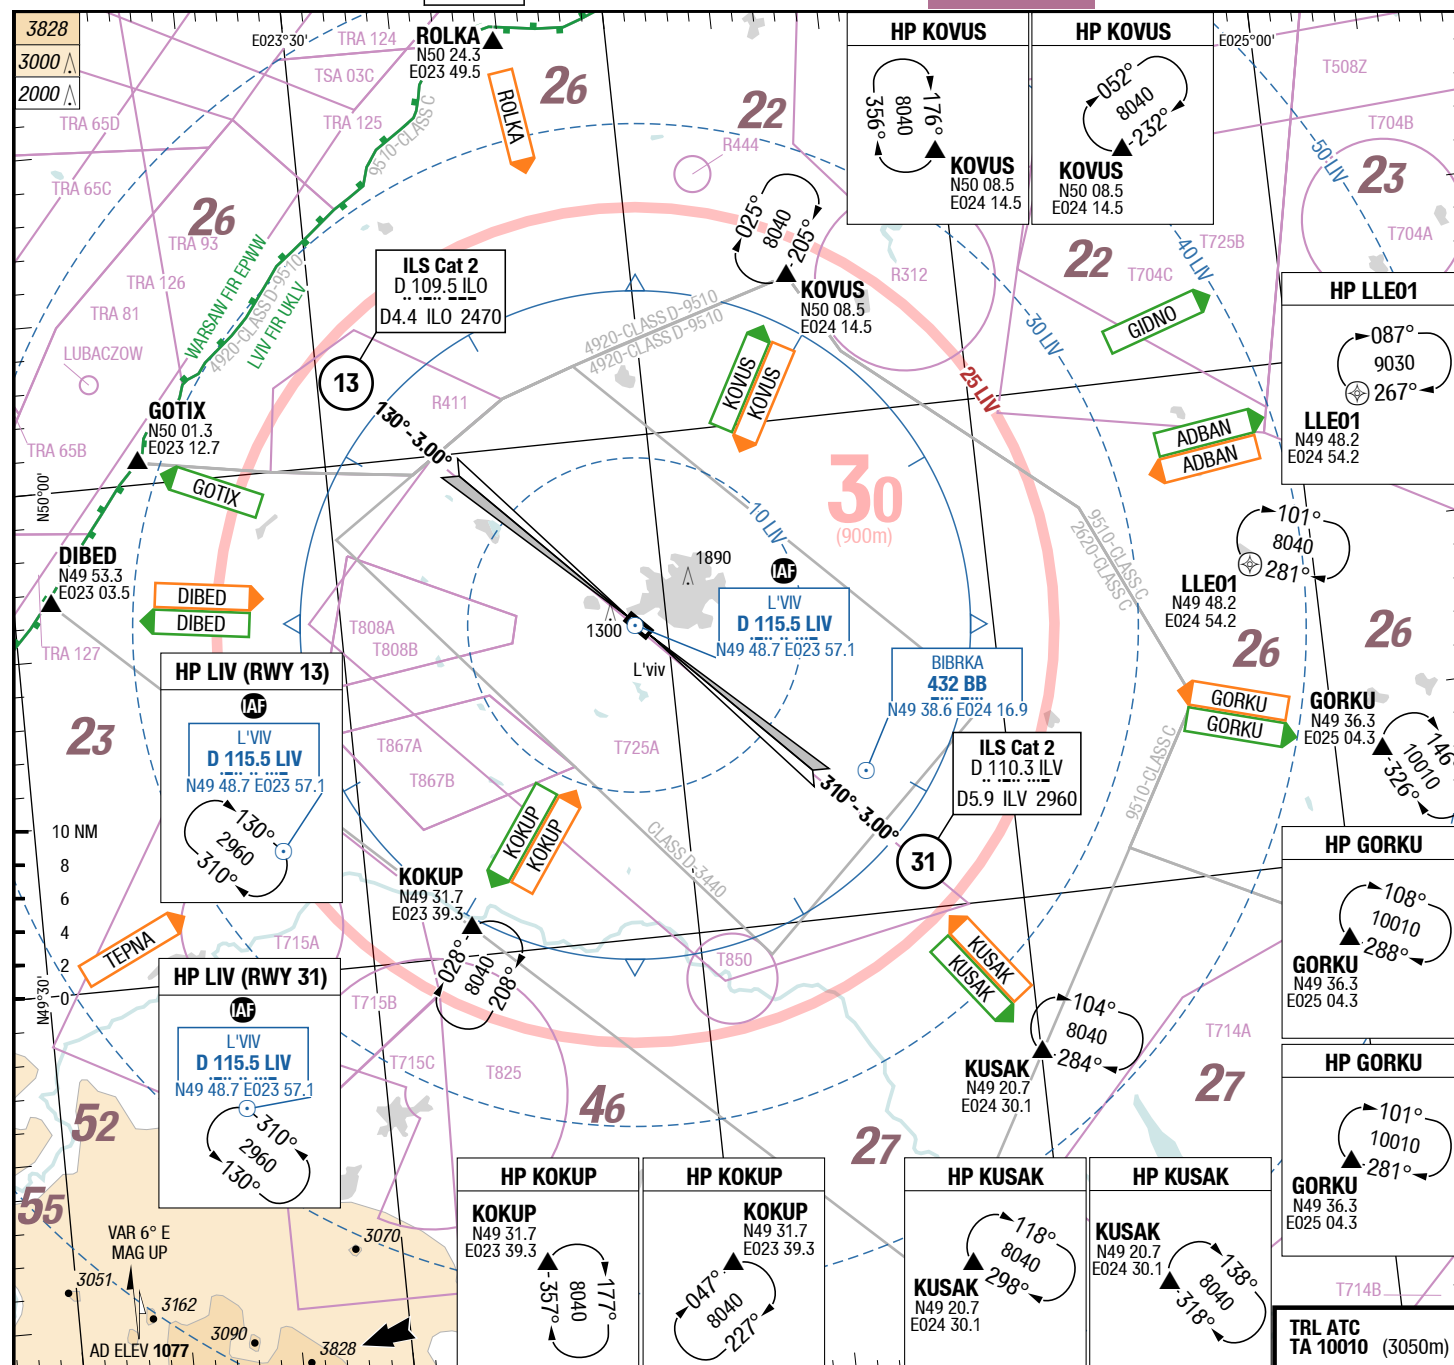 3828
3000
2000
E023°30'
TRA 124
TSA 03C
TRA 125
TRA 65D
TRA 65C
TRA 93
TRA 126
TRA 81
LUBACZOW
TRA 65B
TRA 127
ROLKA
N50 24.3
E023 49.5
ROLKA
26
22
R444
26
9510-CLASS C
WARSAW FIR EPWW
4920-CLASS D-9510
LVIV FIR UKLV
HP KOVUS
356°
8040
176°
KOVUS
N50 08.5
E024 14.5
HP KOVUS
052°
8040
232°
KOVUS
N50 08.5
E024 14.5
E025°00'
T508Z
T704B
50 LIV
23
T704A
T725B
40 LIV
22
T704C
R312
30 LIV
25 LIV
GIDNO
025°
8040
205°
KOVUS
N50 08.5
E024 14.5
4920-CLASS D-9510
4920-CLASS D-9510
KOVUS
KOVUS
ILS Cat 2
D 109.5 ILO
D4.4 ILO 2470
13
130°-3.00°
R411
GOTIX
N50 01.3
E023 12.7
GOTIX
N50°00'
DIBED
N49 53.3
E023 03.5
DIBED
DIBED
HP LLE01
087°
9030
267°
LLE01
N49 48.2
E024 54.2
ADBAN
ADBAN
30
(900m)
10 LIV
9510-CLASS C
2620-CLASS C
101°
8040
281°
LLE01
N49 48.2
E024 54.2
26
26
1890
IAF
L'VIV
D 115.5 LIV
N49 48.7 E023 57.1
1300
L'viv
T808A
T808B
BIBRKA
432 BB
N49 38.6 E024 16.9
GORKU
GORKU
GORKU
N49 36.3
E025 04.3
146°
10010
326°
9510-CLASS C
HP LIV (RWY 13)
IAF
L'VIV
D 115.5 LIV
N49 48.7 E023 57.1
130°
2960
310°
23
T867A
T867B
T725A
ILS Cat 2
D 110.3 ILV
D5.9 ILV 2960
310°-3.00°
31
CLASS D-3440
KOKUP
KOKUP
KOKUP
N49 31.7
E023 39.3
028°
8040
208°
10 NM
8
6
4
2
0
N49°30'
TEPNA
T715A
T715B
T715C
T825
T850
KUSAK
KUSAK
104°
8040
284°
KUSAK
N49 20.7
E024 30.1
HP GORKU
108°
10010
288°
GORKU
N49 36.3
E025 04.3
HP GORKU
101°
10010
281°
GORKU
N49 36.3
E025 04.3
T714A
27
HP LIV (RWY 31)
IAF
L'VIV
D 115.5 LIV
N49 48.7 E023 57.1
310°
2960
130°
52
55
46
27
VAR 6° E
MAG UP
3051
3162
3090
3070
3828
AD ELEV 1077
HP KOKUP
KOKUP
N49 31.7
E023 39.3
357°
8040
177°
HP KOKUP
KOKUP
N49 31.7
E023 39.3
047°
8040
227°
HP KUSAK
118°
8040
298°
KUSAK
N49 20.7
E024 30.1
HP KUSAK
KUSAK
N49 20.7
E024 30.1
138°
8040
318°
T714B
TRL ATC
TA 10010 (3050m)